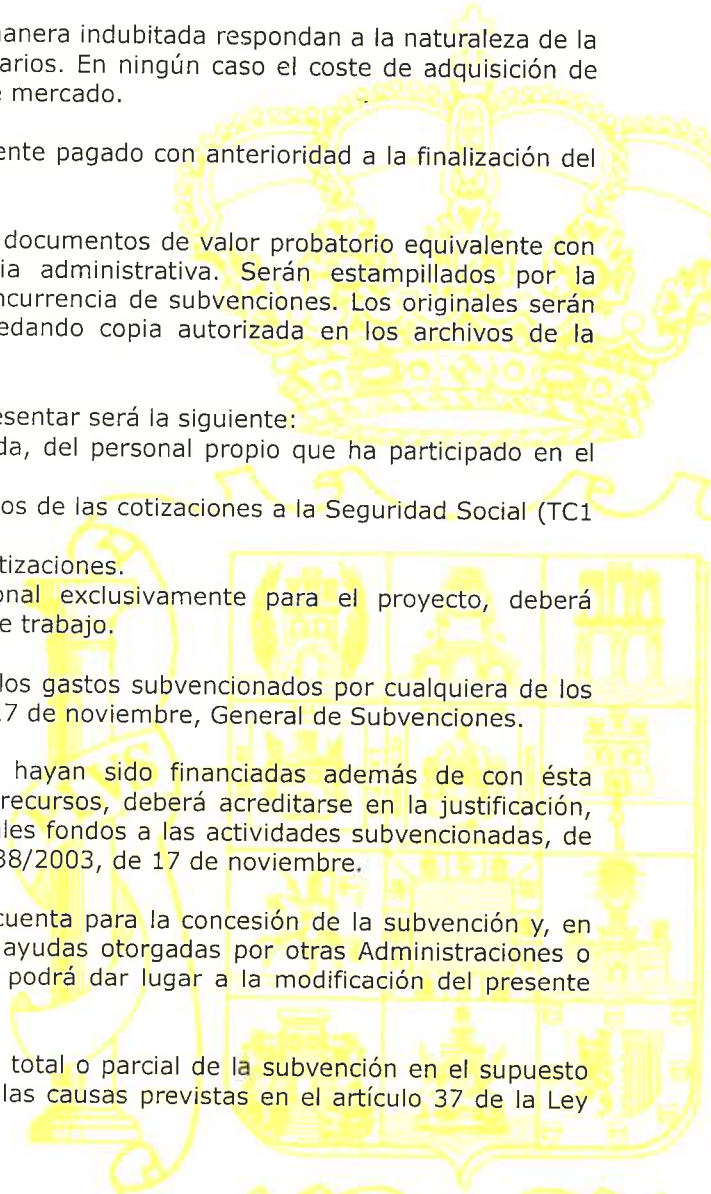 anera indubitada respondan a la naturaleza de la
arios. En ningún caso el coste de adquisición de
mercado.
ente pagado con anterioridad a la finalización del
documentos de valor probatorio equivalente con
ia administrativa. Serán estampillados por la
ncurrencia de subvenciones. Los originales serán
edando copia autorizada en los archivos de la
esentar será la siguiente:
da, del personal propio que ha participado en el
os de las cotizaciones a la Seguridad Social (TC1
tizaciones.
onal exclusivamente para el proyecto, deberá
e trabajo.
los gastos subvencionados por cualquiera de los
17 de noviembre, General de Subvenciones.
hayan sido financiadas además de con ésta
recursos, deberá acreditarse en la justificación,
les fondos a las actividades subvencionadas, de
38/2003, de 17 de noviembre.
cuenta para la concesión de la subvención y, en
ayudas otorgadas por otras Administraciones o
podrá dar lugar a la modificación del presente
total o parcial de la subvención en el supuesto
las causas previstas en el artículo 37 de la Ley